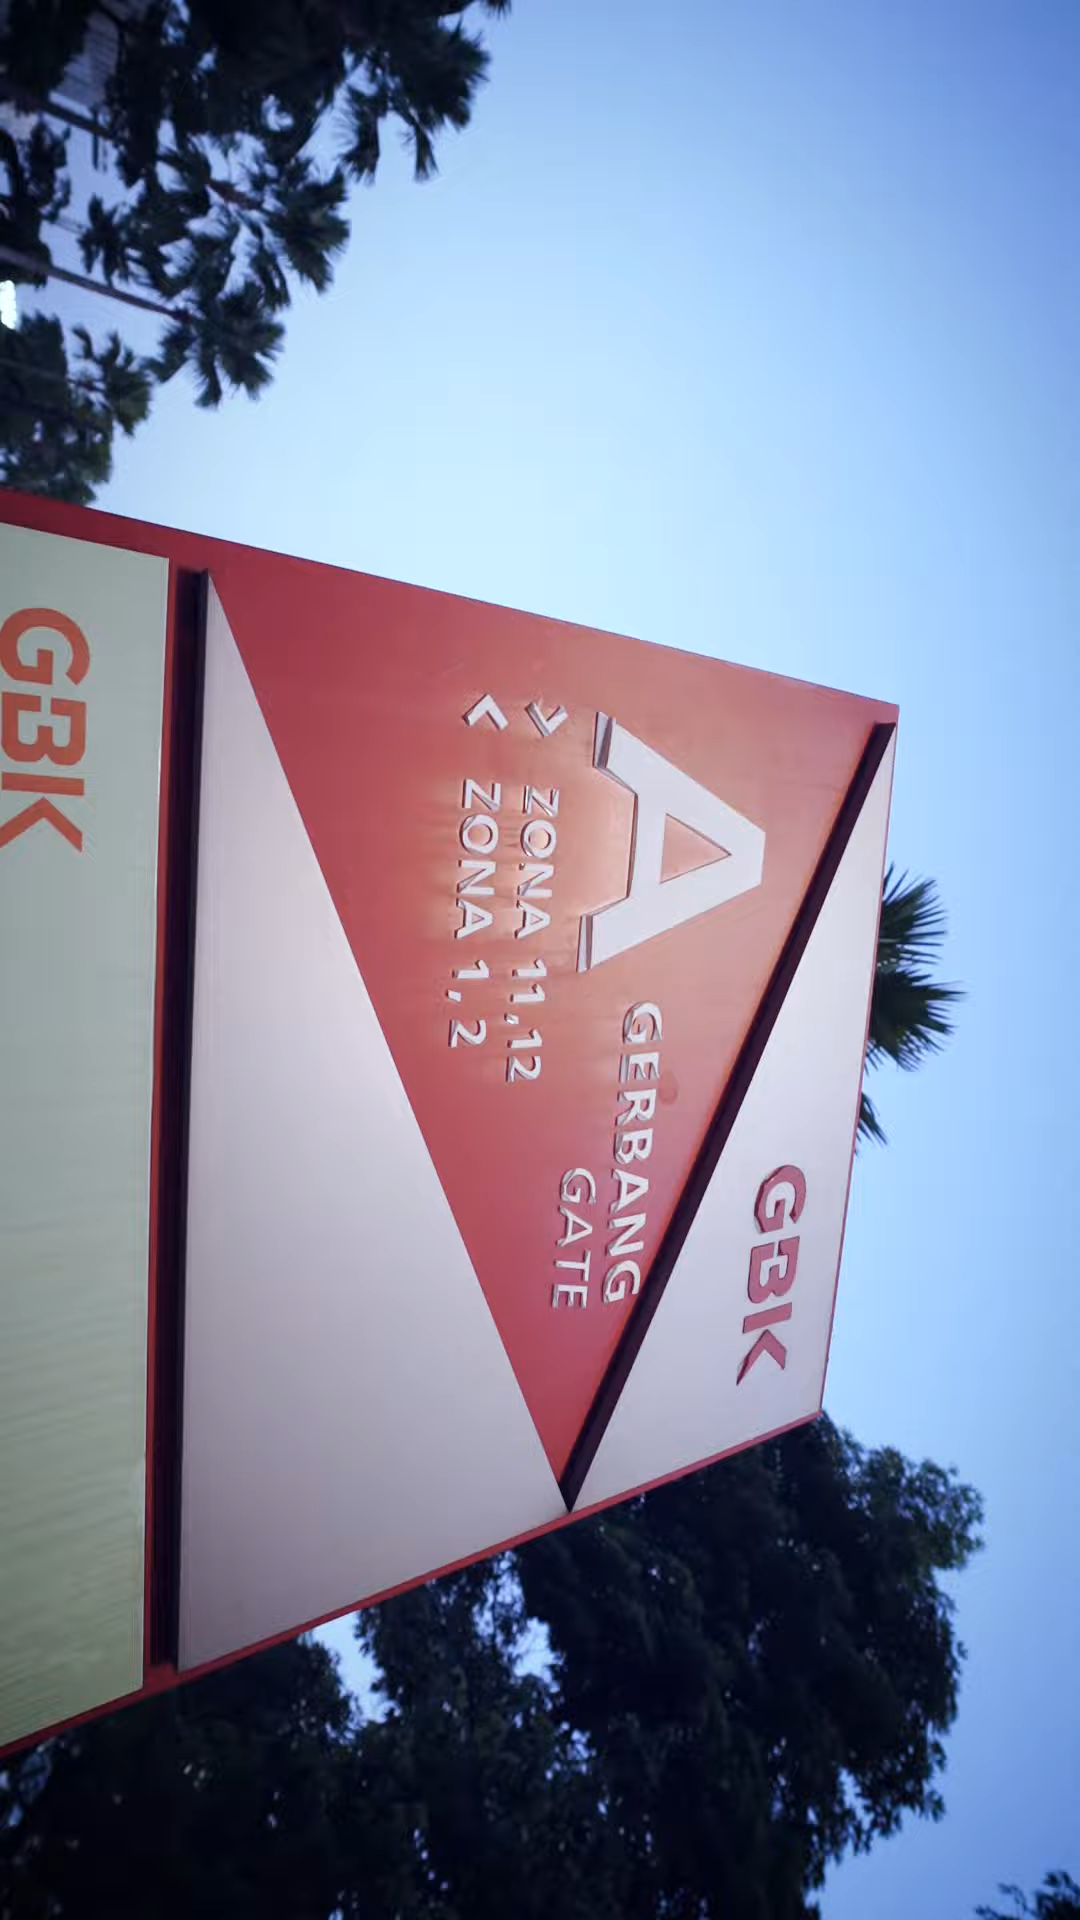 GBK
A GERBANG
GATE
> ZONA 11,12
< ZONA 1,2
GBK